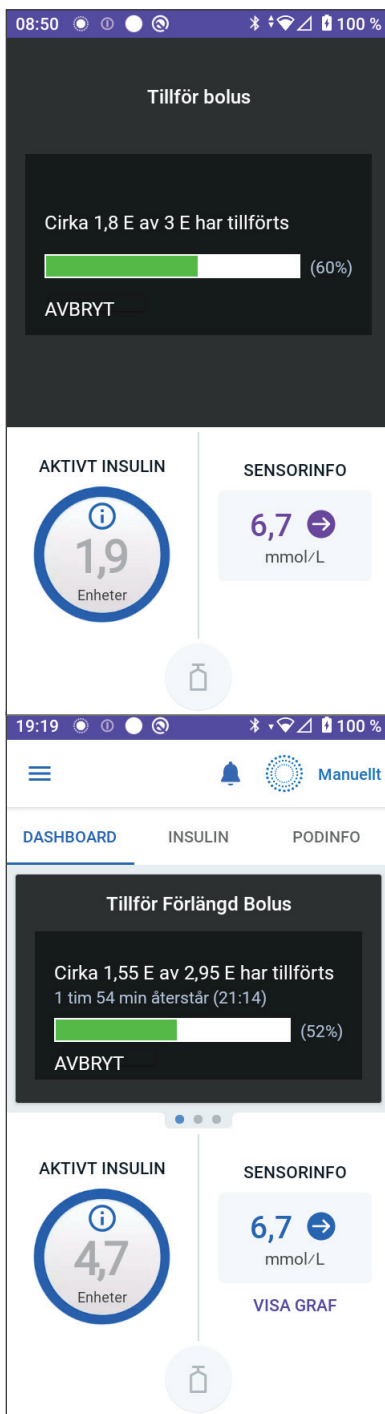 08:50 100 %
Tillför bolus
Cirka 1,8 E av 3 E har tillförts
(60%)
AVBRYT
AKTIVT INSULIN
SENSORINFO
1,9
Enheter
6,7
mmol/L
19:19 100 %
Manuellt
DASHBOARD INSULIN PODINFO
Tillför Förlängd Bolus
Cirka 1,55 E av 2,95 E har tillförts
1 tim 54 min återstår (21:14)
(52%)
AVBRYT
AKTIVT INSULIN
SENSORINFO
4,7
Enheter
6,7
mmol/L
VISA GRAF